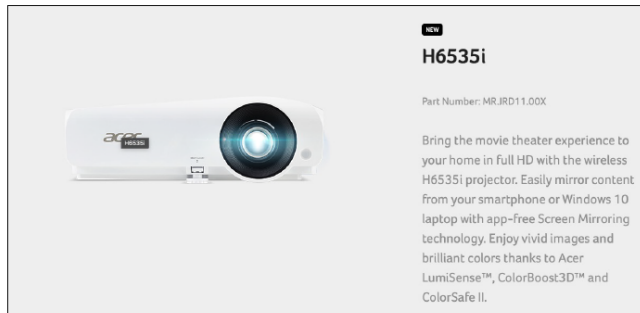 acer
H6535i
NEW
H6535i
Part Number: MR.JRD11.00X
Bring the movie theater experience to
your home in full HD with the wireless
H6535i projector. Easily mirror content
from your smartphone or Windows 10
laptop with app-free Screen Mirroring
technology. Enjoy vivid images and
brilliant colors thanks to Acer
LumiSense™, ColorBoost3D™ and
ColorSafe II.